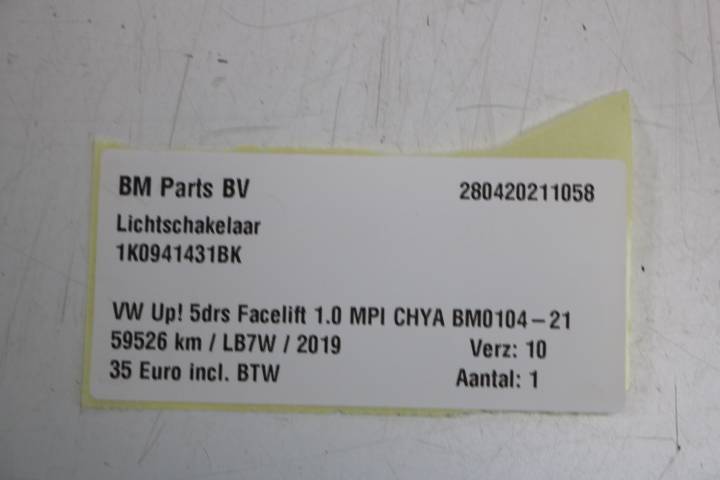 BM Parts BV 280420211058
Lichtschakelaar
1K0941431BK
VW Up! 5drs Facelift 1.0 MPI CHYA BM0104-21
59526 km / LB7W / 2019 Verz: 10
35 Euro incl. BTW Aantal: 1